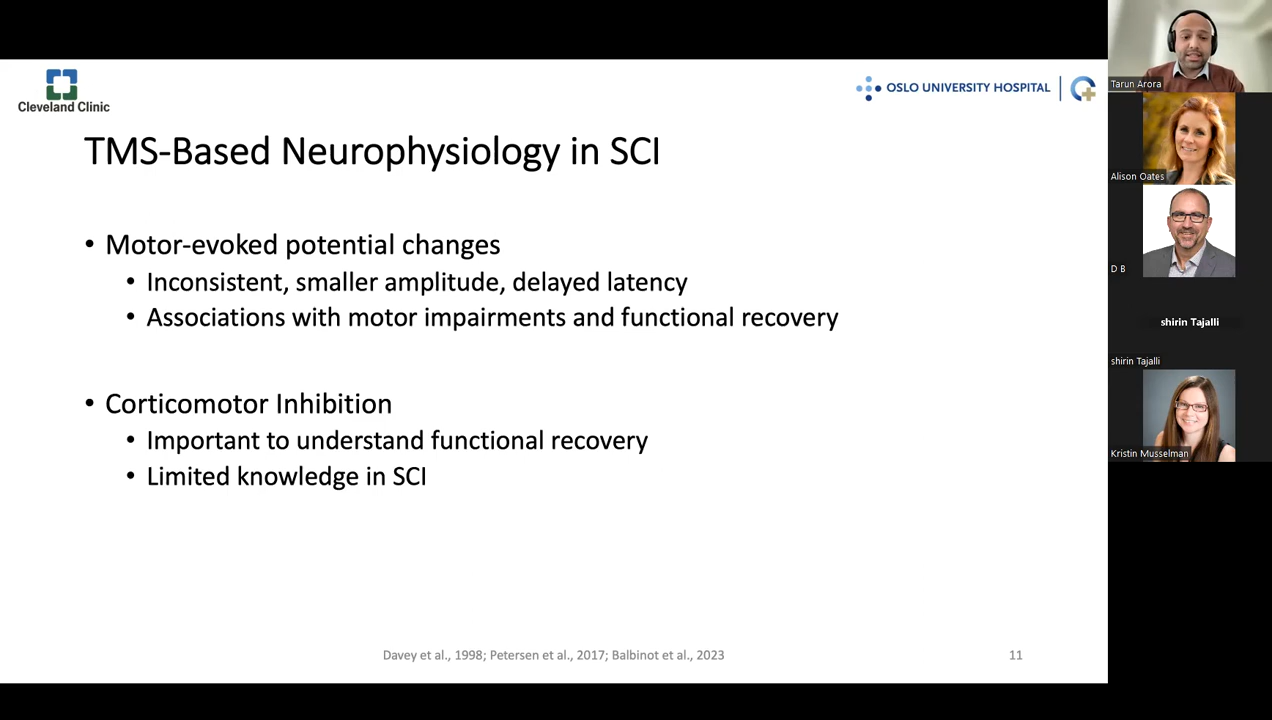 Cleveland Clinic
OSLO UNIVERSITY HOSPITAL
TMS-Based Neurophysiology in SCI
• Motor-evoked potential changes
• Inconsistent, smaller amplitude, delayed latency
• Associations with motor impairments and functional recovery
• Corticomotor Inhibition
• Important to understand functional recovery
• Limited knowledge in SCI
Davey et al., 1998; Petersen et al., 2017; Balbinot et al., 2023
11
Tarun Arora
Alison Oates
D B
shirin Tajalli
shirin Tajalli
Kristin Musselman